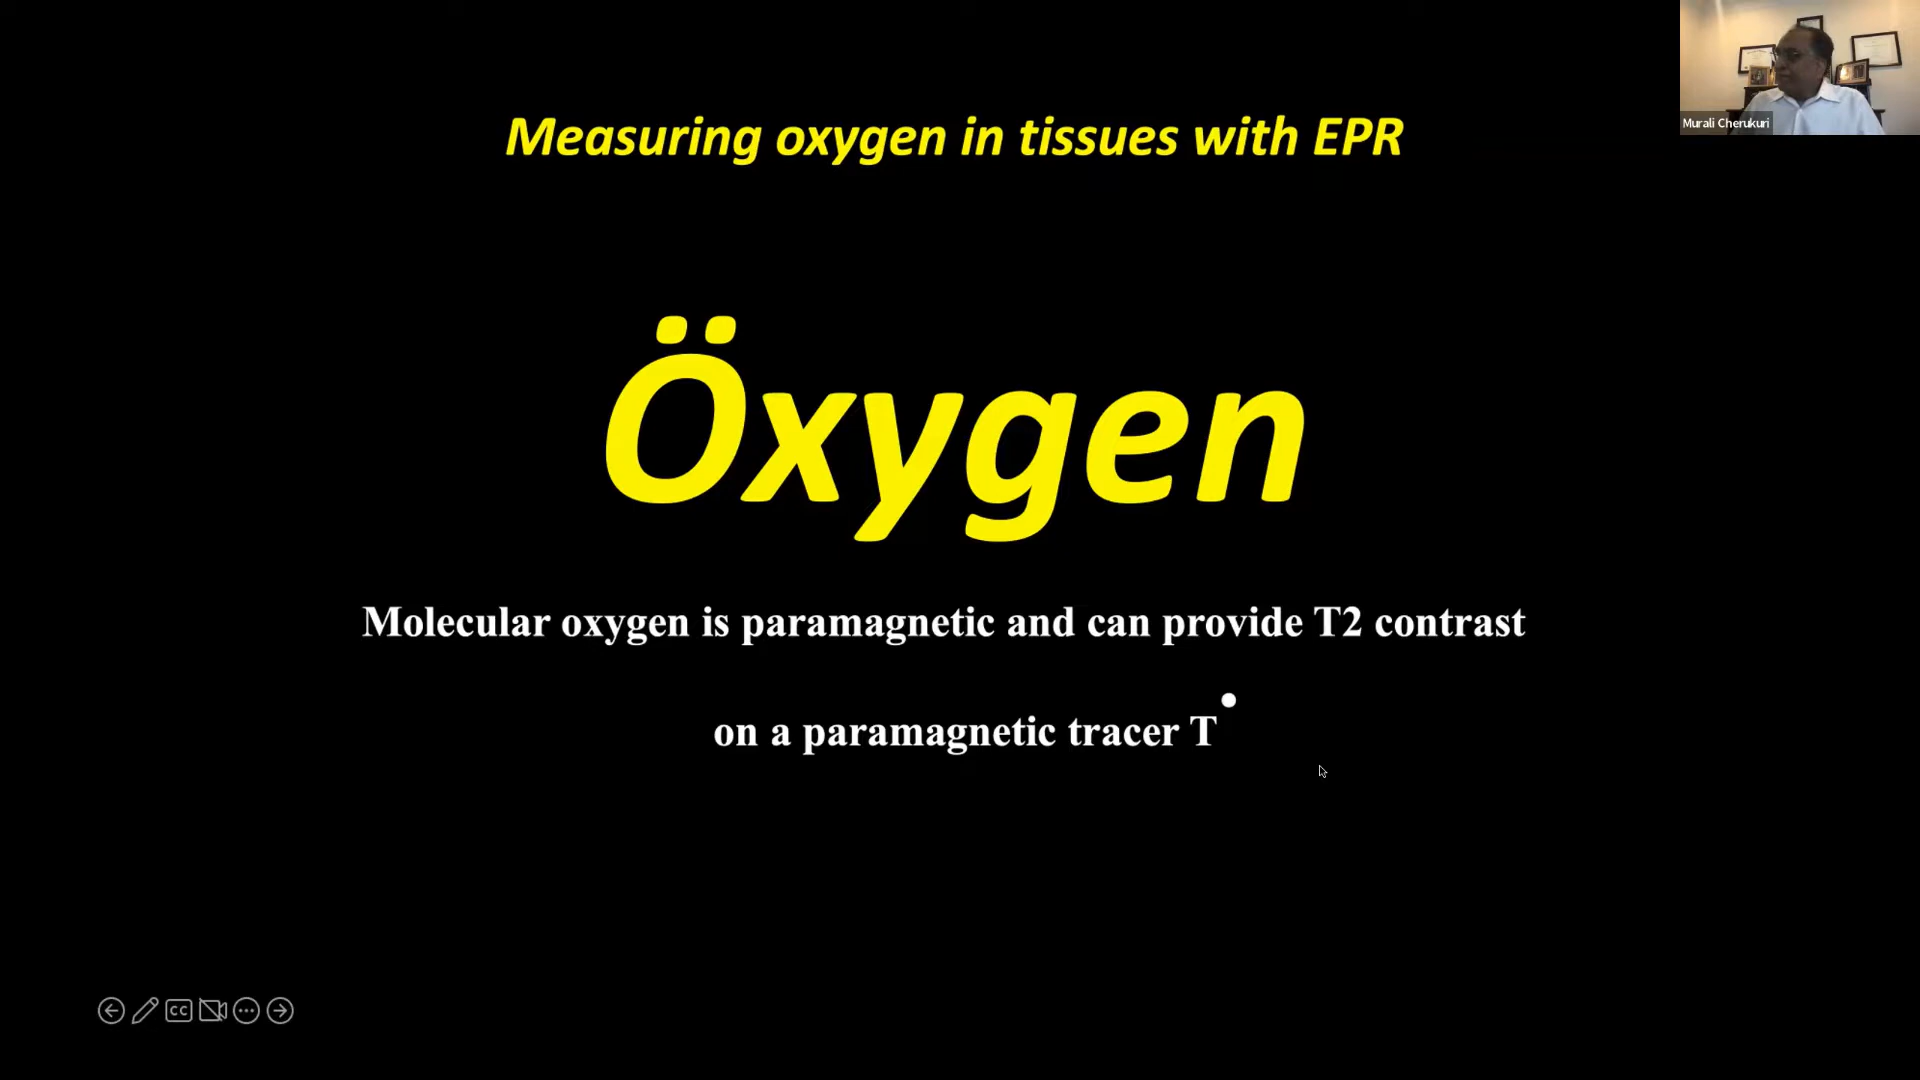 Measuring oxygen in tissues with EPR
Murali Cherukuri
Öxygen
Molecular oxygen is paramagnetic and can provide T2 contrast
on a paramagnetic tracer T•
CC